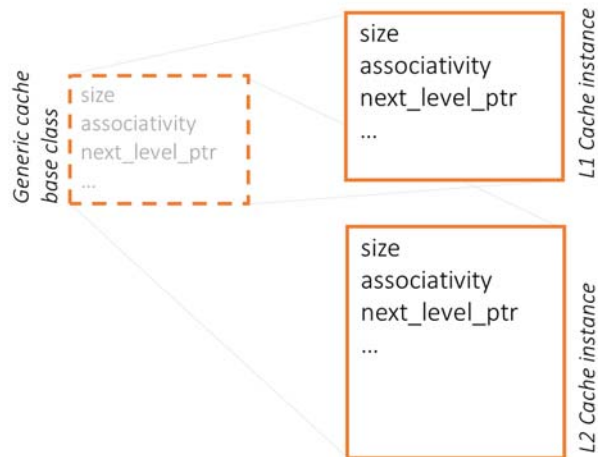 Generic cache
base class
size
associativity
next_level_ptr
...
size
associativity
next_level_ptr
...
L1 Cache instance
size
associativity
next_level_ptr
...
L2 Cache instance